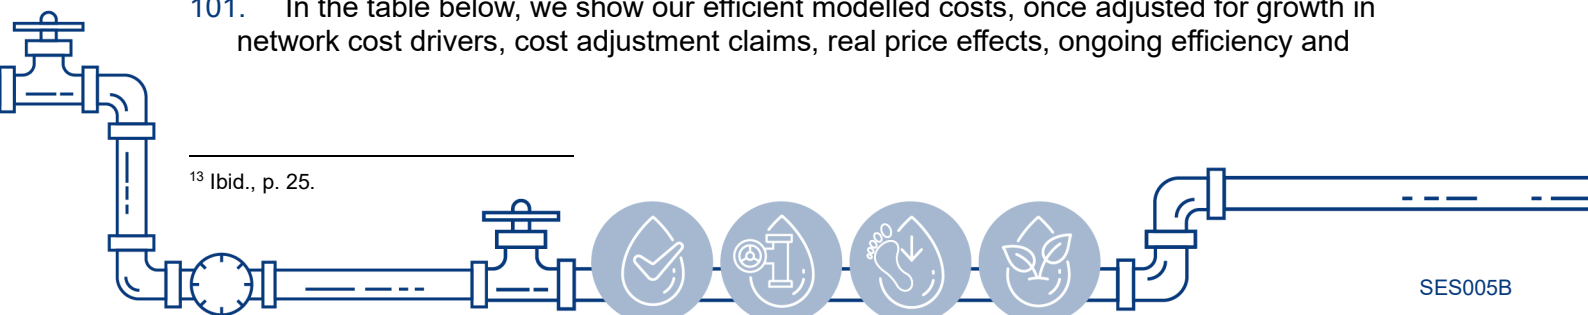 101. In the table below, we show our efficient modelled costs, once adjusted for growth in
network cost drivers, cost adjustment claims, real price effects, ongoing efficiency and
13 Ibid., p. 25.
SES005B